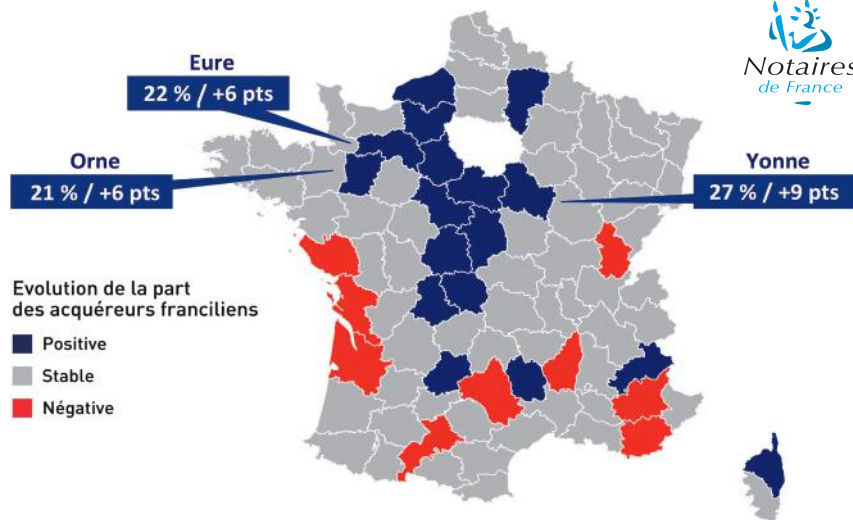 Notaires
de France
Eure
22 % / +6 pts
Orne
21 % / +6 pts
Yonne
27 % / +9 pts
Evolution de la part
des acquéreurs franciliens
Positive
Stable
Négative